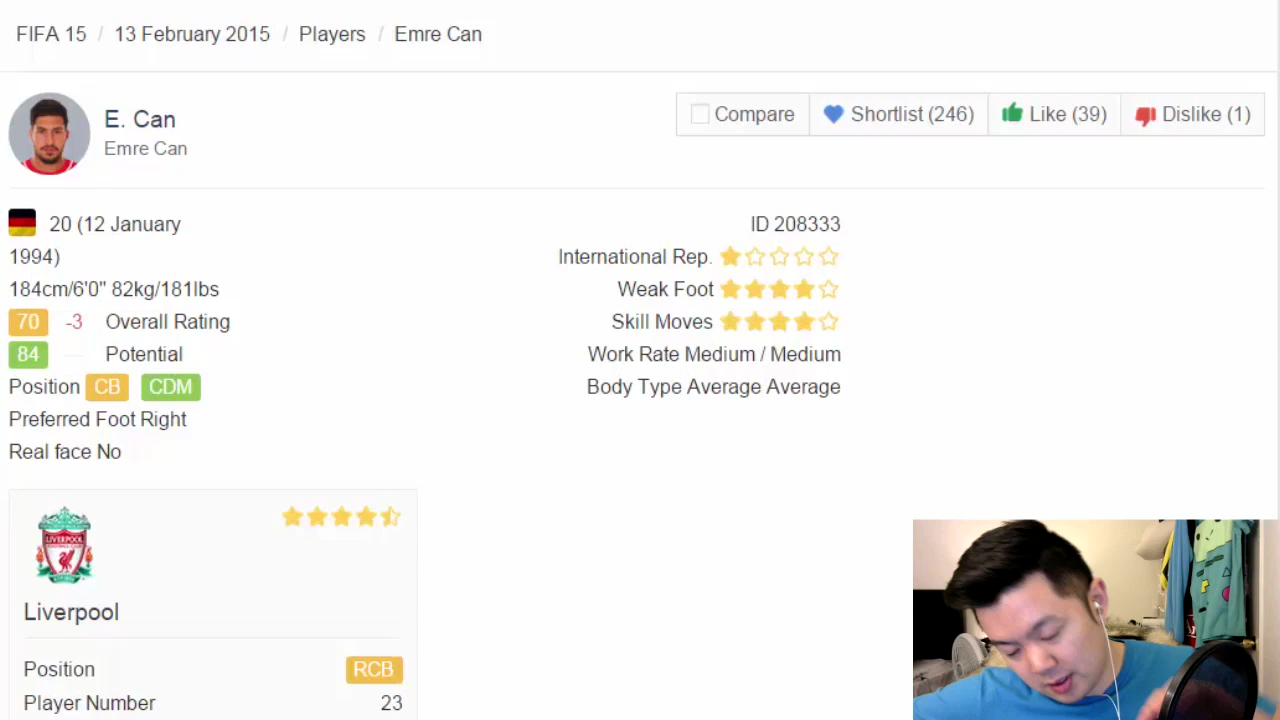 FIFA 15 / 13 February 2015 / Players / Emre Can
E. Can
Emre Can
Compare
Shortlist (246)
Like (39)
Dislike (1)
20 (12 January
1994)
184cm/6'0" 82kg/181lbs
70 -3 Overall Rating
84 Potential
Position CB CDM
Preferred Foot Right
Real face No
ID 208333
International Rep.
Weak Foot
Skill Moves
Work Rate Medium / Medium
Body Type Average Average
LIVERPOOL
Liverpool
Position RCB
Player Number 23